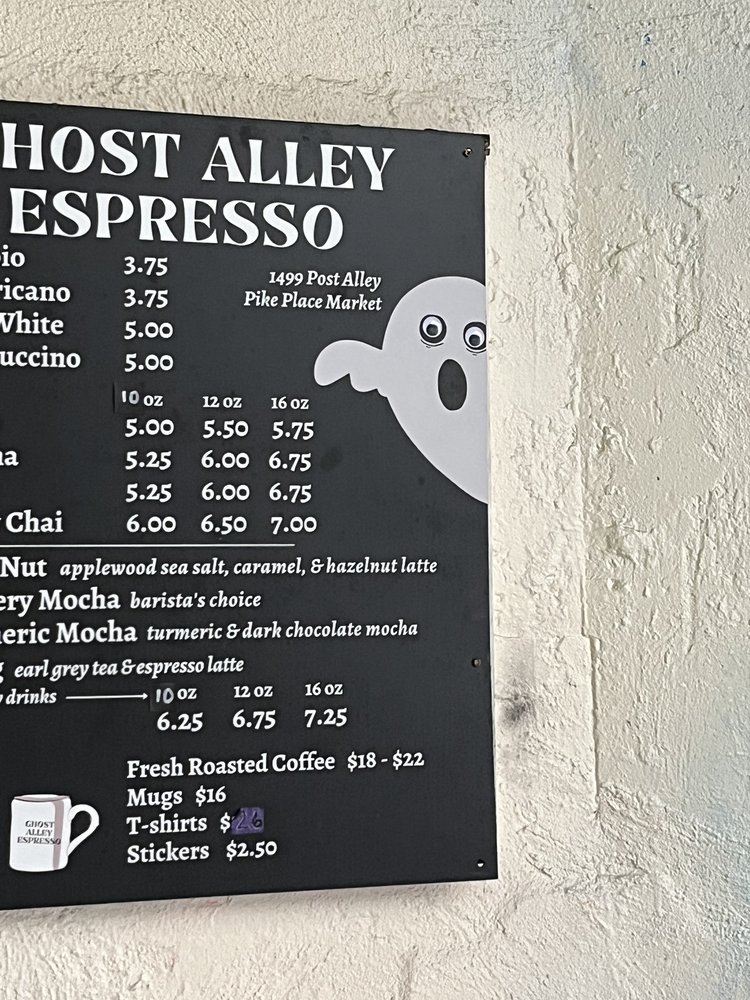 HOST ALLEY
ESPRESSO
io 3.75
ricano 3.75
White 5.00
uccino 5.00
1499 Post Alley
Pike Place Market
10 oz 12 oz 16 oz
5.00 5.50 5.75
na 5.25 6.00 6.75
5.25 6.00 6.75
Chai 6.00 6.50 7.00
Nut applewood sea salt, caramel, & hazelnut latte
ery Mocha barista's choice
neric Mocha turmeric & dark chocolate mocha
g earl grey tea & espresso latte
y drinks 10 oz 12 oz 16 oz
6.25 6.75 7.25
Fresh Roasted Coffee $18 - $22
Mugs $16
T-shirts $26
Stickers $2.50
GHOST
ALLEY
ESPRESSO